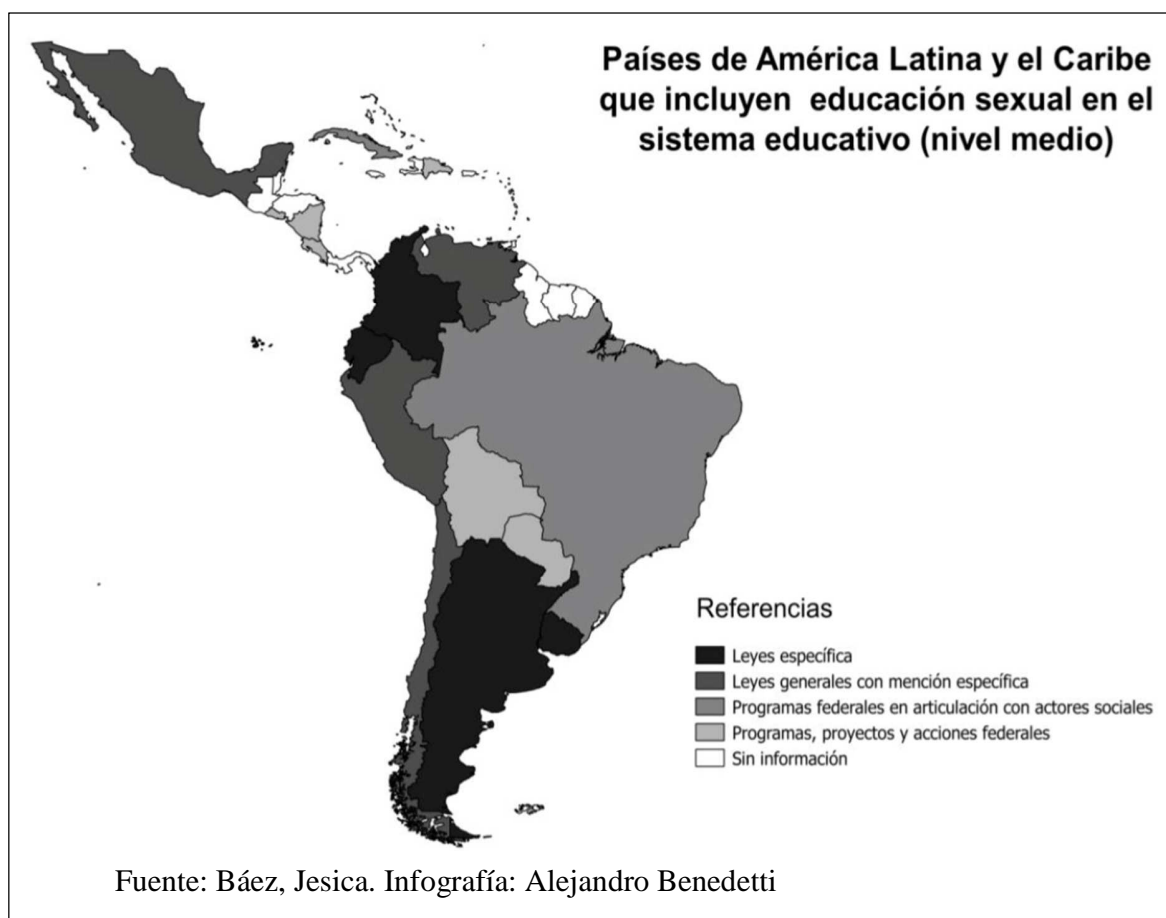 Países de América Latina y el Caribe
que incluyen educación sexual en el
sistema educativo (nivel medio)
Referencias
Leyes específica
Leyes generales con mención específica
Programas federales en articulación con actores sociales
Programas, proyectos y acciones federales
Sin información
Fuente: Báez, Jesica. Infografía: Alejandro Benedetti